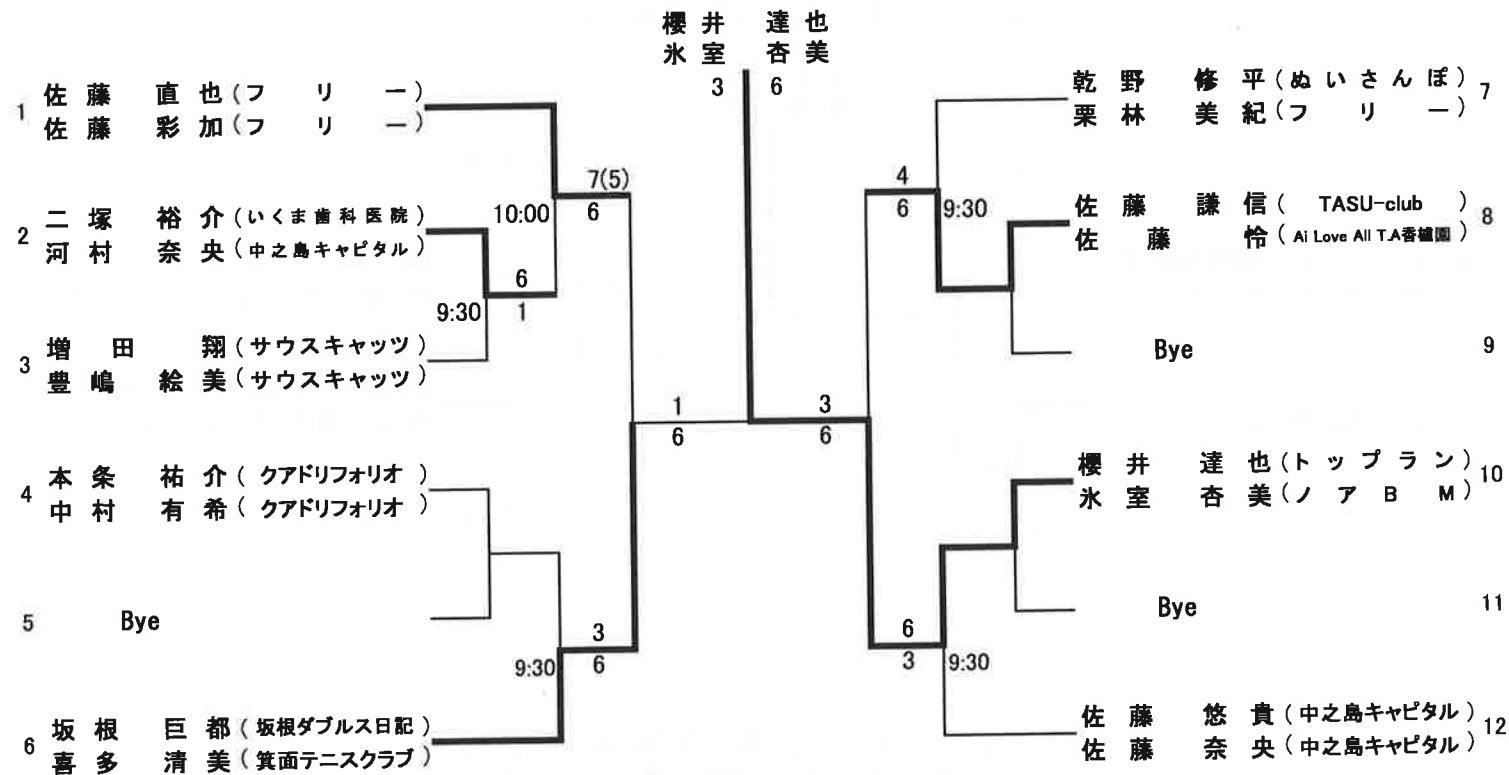 櫻井 達也
氷室 杏美
3 6
1 佐藤 直也(フリー)
佐藤 彩加(フリー)
2 二塚 裕介(いくま歯科医院)
河村 奈央(中之島キャピタル)
3 増田 翔(サウスキャッツ)
豊嶋 絵美(サウスキャッツ)
4 本条 祐介(クアドリフォリオ)
中村 有希(クアドリフォリオ)
5 Bye
6 坂根 巨都(坂根ダブルス日記)
喜多 清美(箕面テニスクラブ)
9:30
6
1
10:00
7(5)
6
9:30
3
6
1
6
乾野 修平(ぬいさんぽ) 7
栗林 美紀(フリー)
佐藤 謙信(TASU-club) 8
佐藤 怜(Ai Love All T.A香櫨園)
Bye 9
櫻井 達也(トップラン) 10
氷室 杏美(ノアBM)
Bye 11
佐藤 悠貴(中之島キャピタル) 12
佐藤 奈央(中之島キャピタル)
4
6
9:30
6
3
9:30
3
6